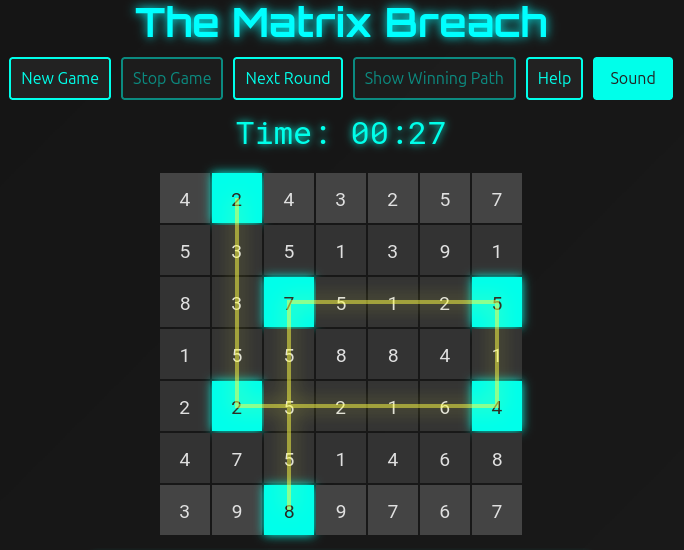 The Matrix Breach
New Game Stop Game Next Round Show Winning Path Help Sound
Time: 00:27
4 2 4 3 2 5 7
5 3 5 1 3 9 1
8 3 7 5 1 2 5
1 5 5 8 8 4 1
2 2 5 2 1 6 4
4 7 5 1 4 6 8
3 9 8 9 7 6 7